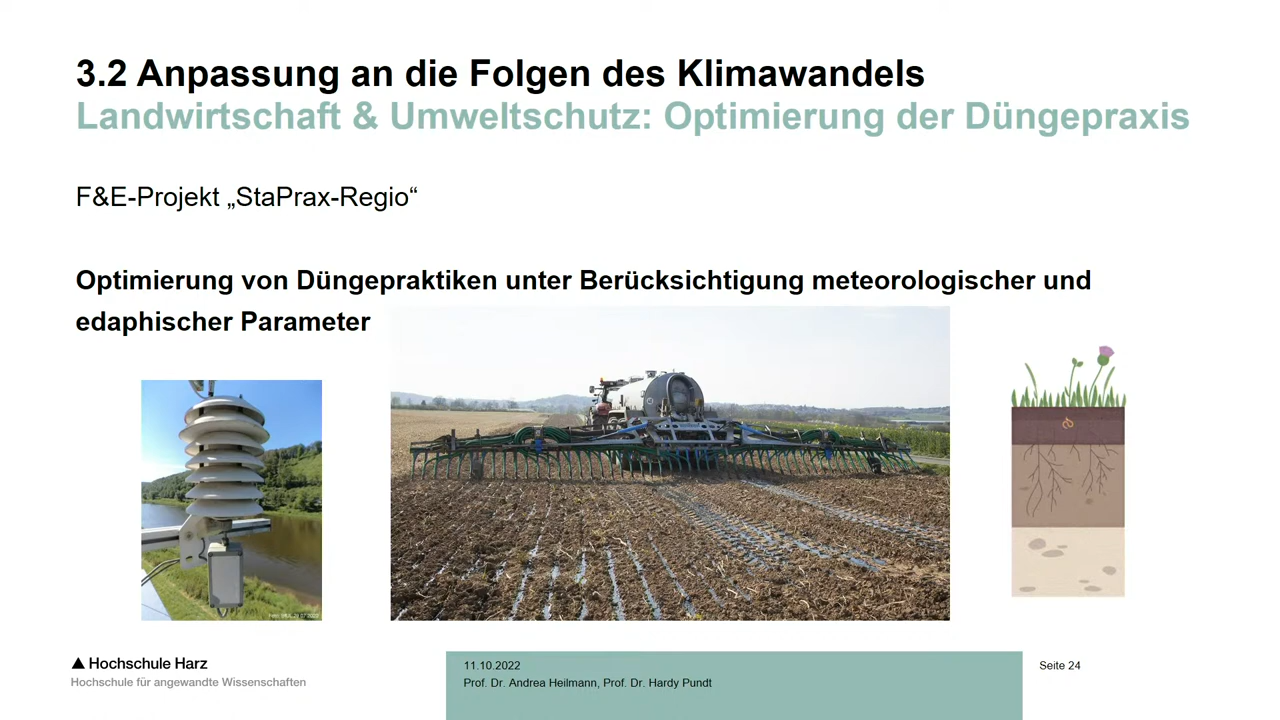 3.2 Anpassung an die Folgen des Klimawandels
Landwirtschaft & Umweltschutz: Optimierung der Düngepraxis
F&E-Projekt „StaPrax-Regio“
Optimierung von Düngepraktiken unter Berücksichtigung meteorologischer und
edaphischer Parameter
Hochschule Harz
Hochschule für angewandte Wissenschaften
11.10.2022
Prof. Dr. Andrea Heilmann, Prof. Dr. Hardy Pundt
Seite 24